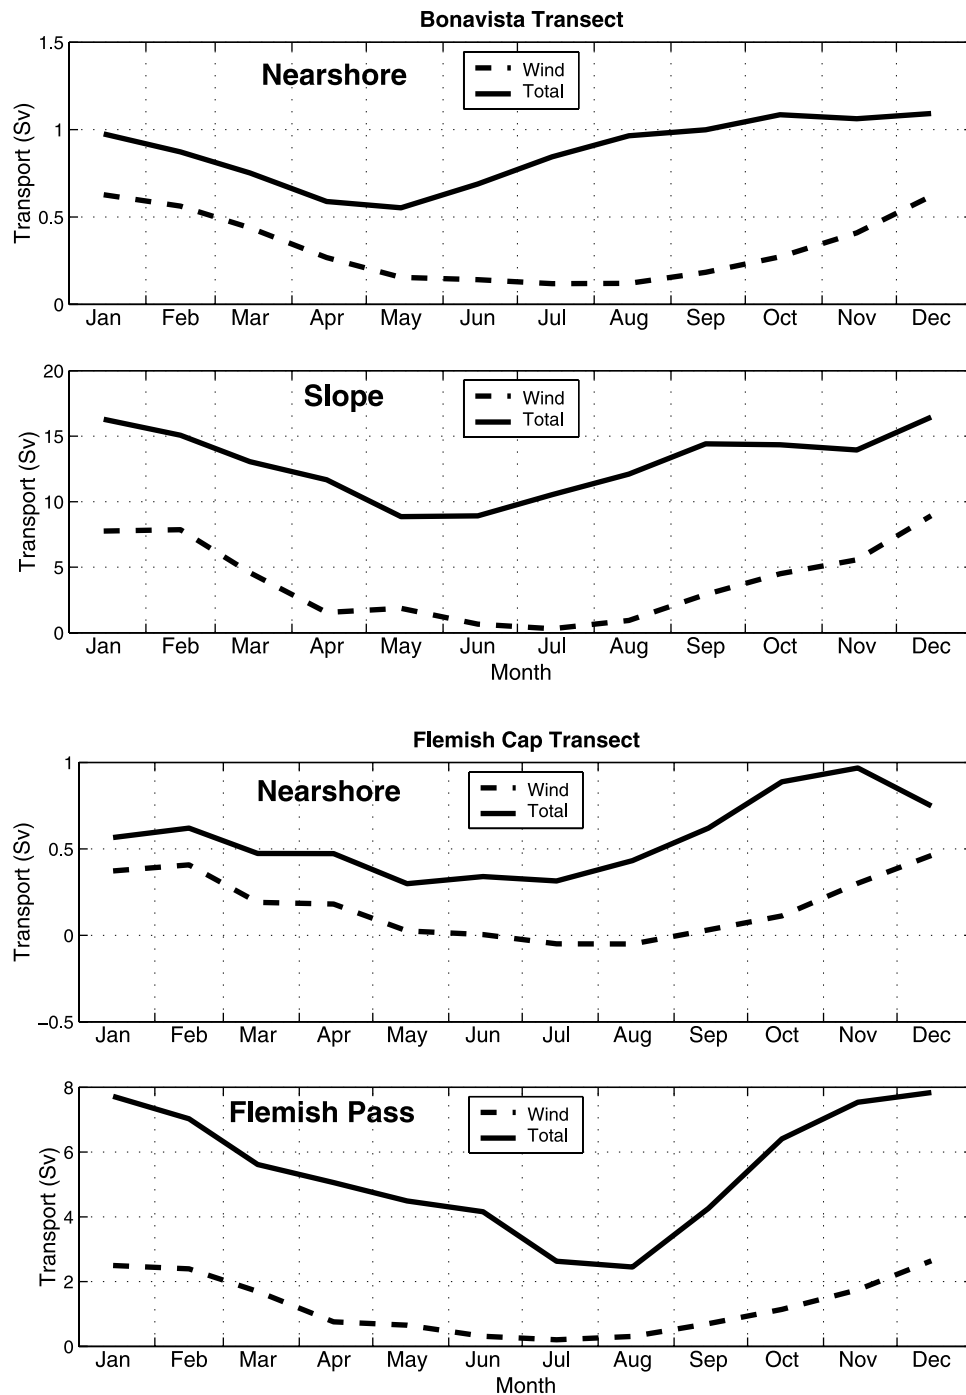 Bonavista Transect
Nearshore
Wind
Total
Transport (Sv)
1.5
1
0.5
0
Jan Feb Mar Apr May Jun Jul Aug Sep Oct Nov Dec
Slope
Wind
Total
Transport (Sv)
20
15
10
5
0
Jan Feb Mar Apr May Jun Jul Aug Sep Oct Nov Dec
Month
Flemish Cap Transect
Nearshore
Wind
Total
Transport (Sv)
1
0.5
0
−0.5
Jan Feb Mar Apr May Jun Jul Aug Sep Oct Nov Dec
Flemish Pass
Wind
Total
Transport (Sv)
8
6
4
2
0
Jan Feb Mar Apr May Jun Jul Aug Sep Oct Nov Dec
Month